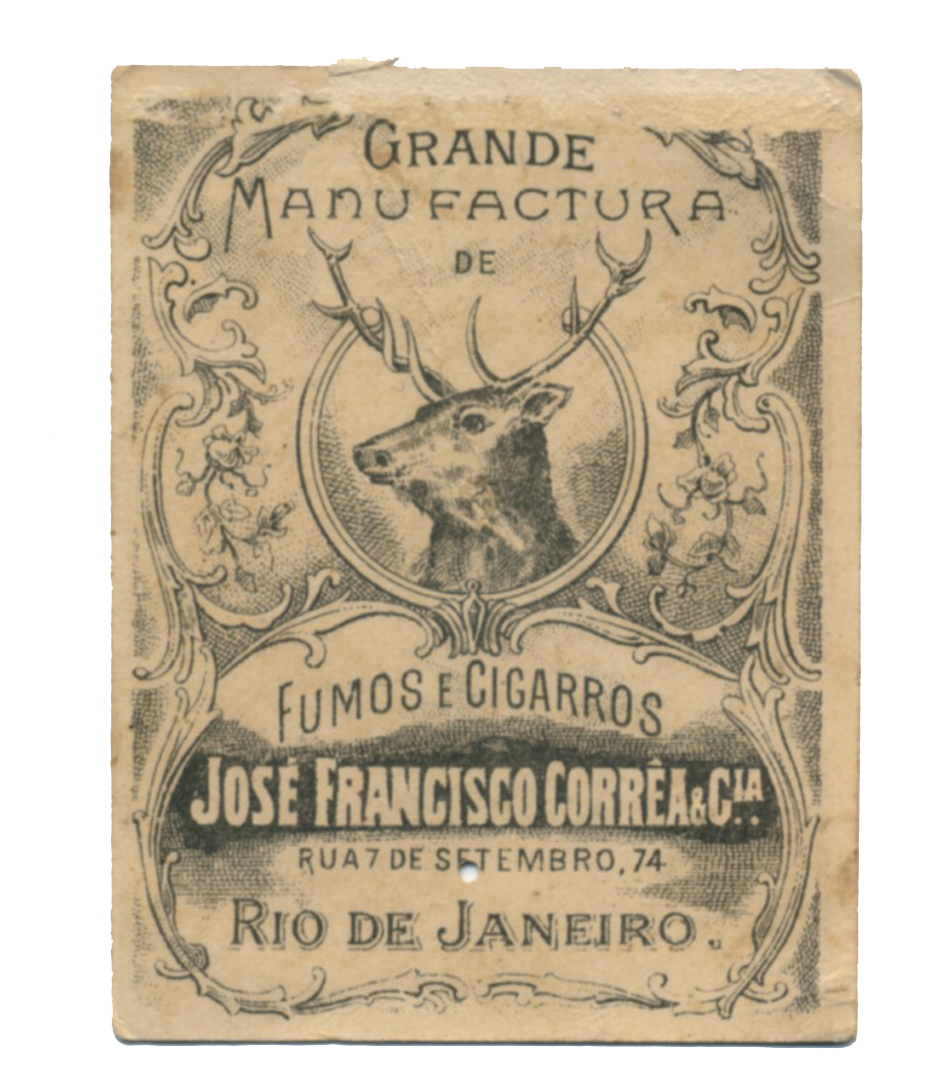 GRANDE
MANUFACTURA
DE
FUMOS E CIGARROS
JOSÉ FRANCISCO CORRÊA & CIA..
RUA 7 DE SETEMBRO, 74
RIO DE JANEIRO.